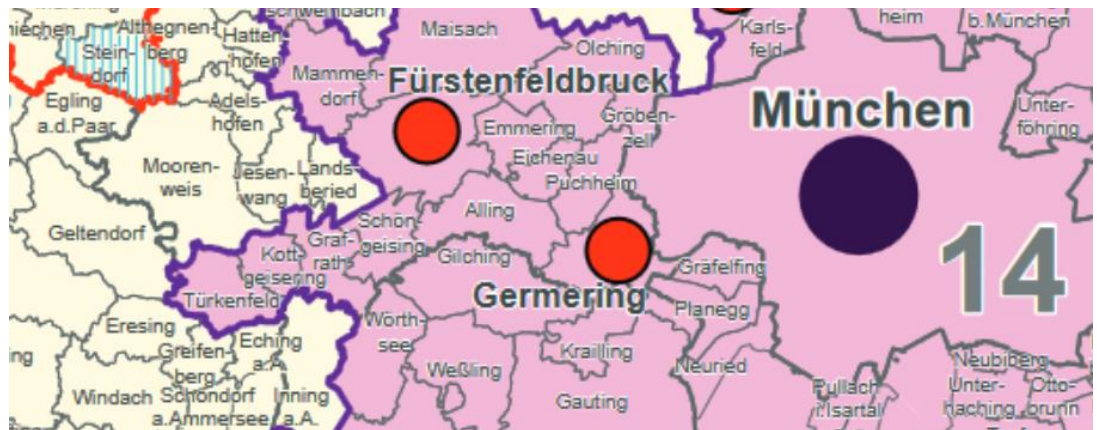 Althegnen-
berg
Stein-
dorf
Hatten-
hofen
Maisach
Olching
Karls-
feld
heim
b.München
Egling
a.d.Paar
Adels-
hofen
Mammen-
dorf
Fürstenfeldbruck
Emmering
Gröben-
zell
München
Unter-
föhring
Mooren-
weis
Jesen-
wang
Lands-
beried
Eichenau
Puchheim
Geltendorf
Kott-
geisering
Graf-
rath
Schön-
geising
Alling
Gilching
Germering
Gräfelfing
14
Türkenfeld
Planegg
Eresing
Greifen-
berg
Eching
a.A.
Wörth-
see
Weßling
Krailling
Neuried
Neubiberg
Windach
Schondorf
a.Ammersee
Inning
a.A.
Gauting
Pullach
i.Isartal
Unter-
haching
Otto-
brunn
ing